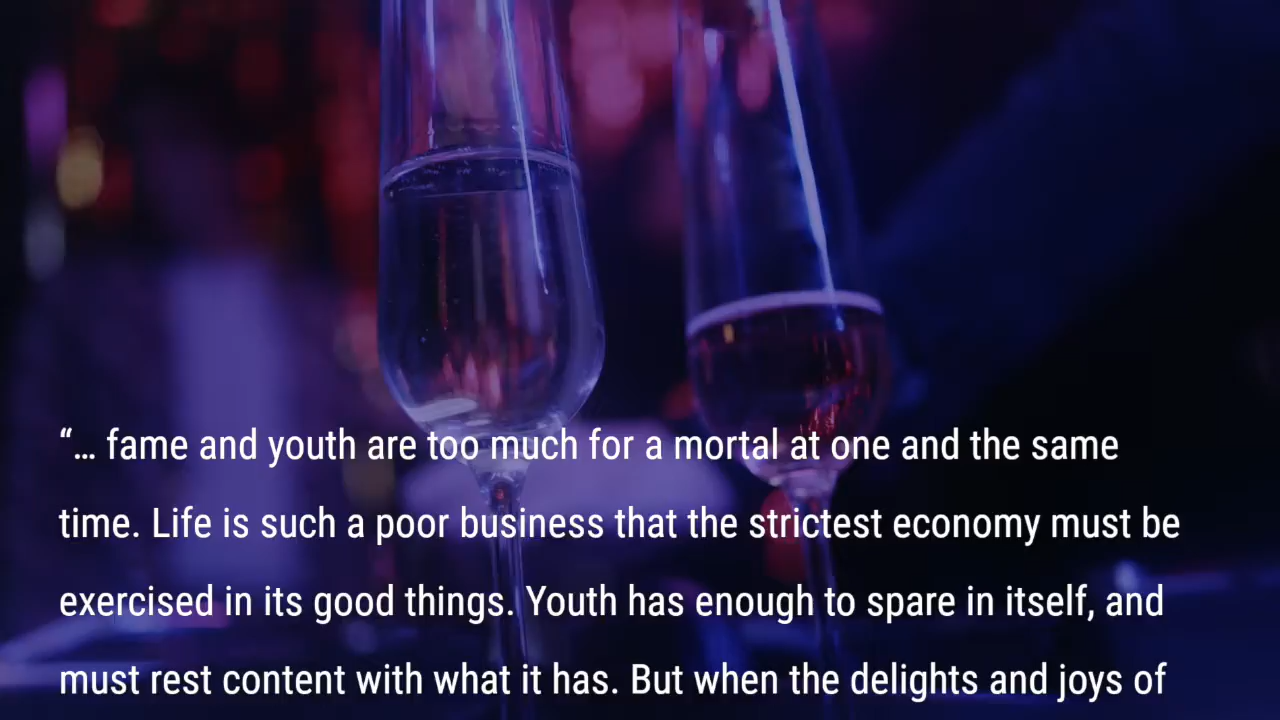 “… fame and youth are too much for a mortal at one and the same
time. Life is such a poor business that the strictest economy must be
exercised in its good things. Youth has enough to spare in itself, and
must rest content with what it has. But when the delights and joys of